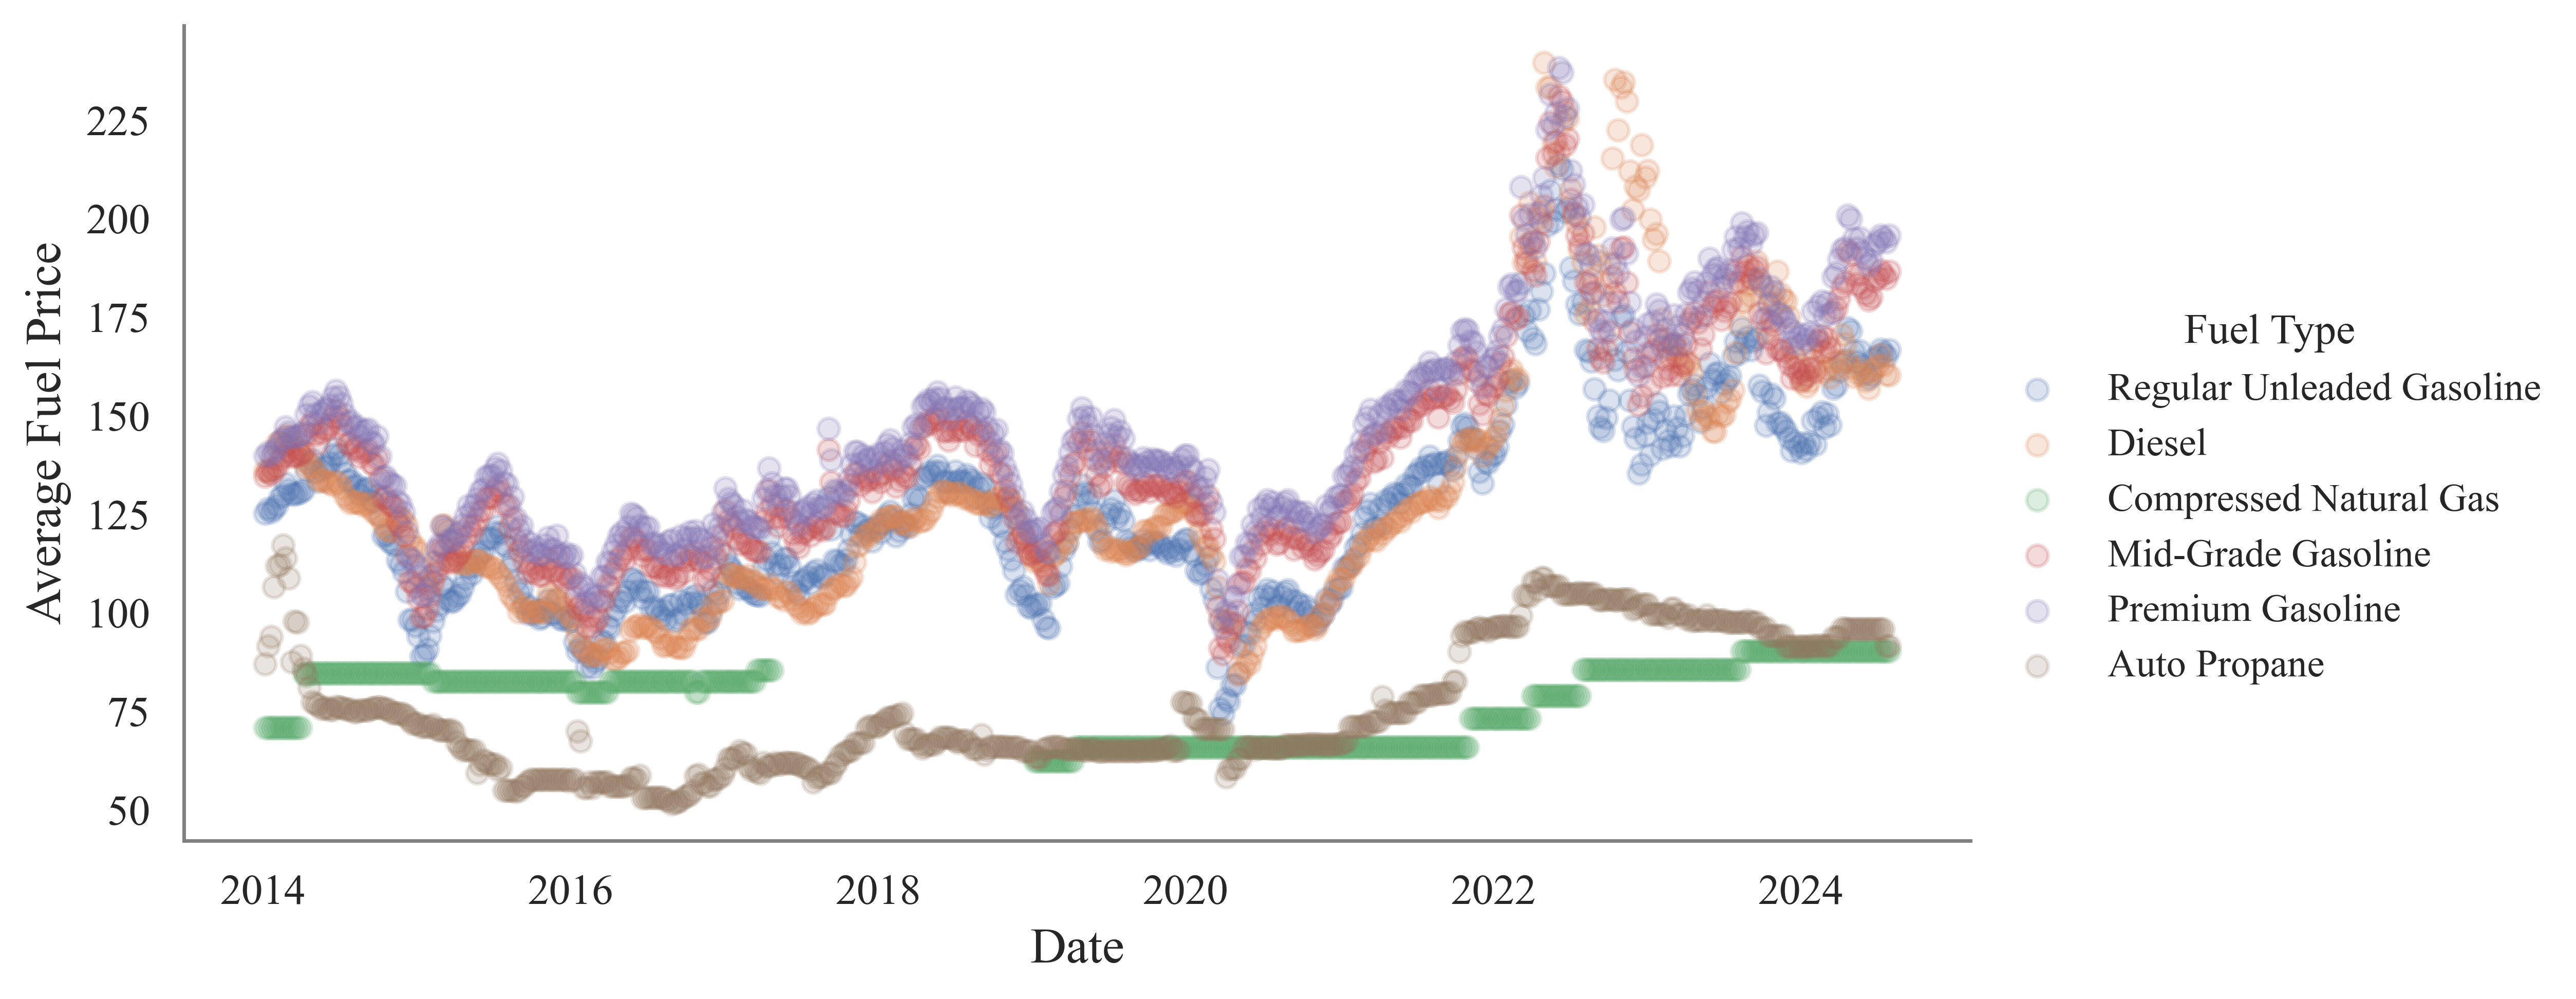 Average Fuel Price
225
200
175
150
125
100
75
50
2014
2016
2018
2020
2022
2024
Date
Fuel Type
Regular Unleaded Gasoline
Diesel
Compressed Natural Gas
Mid-Grade Gasoline
Premium Gasoline
Auto Propane